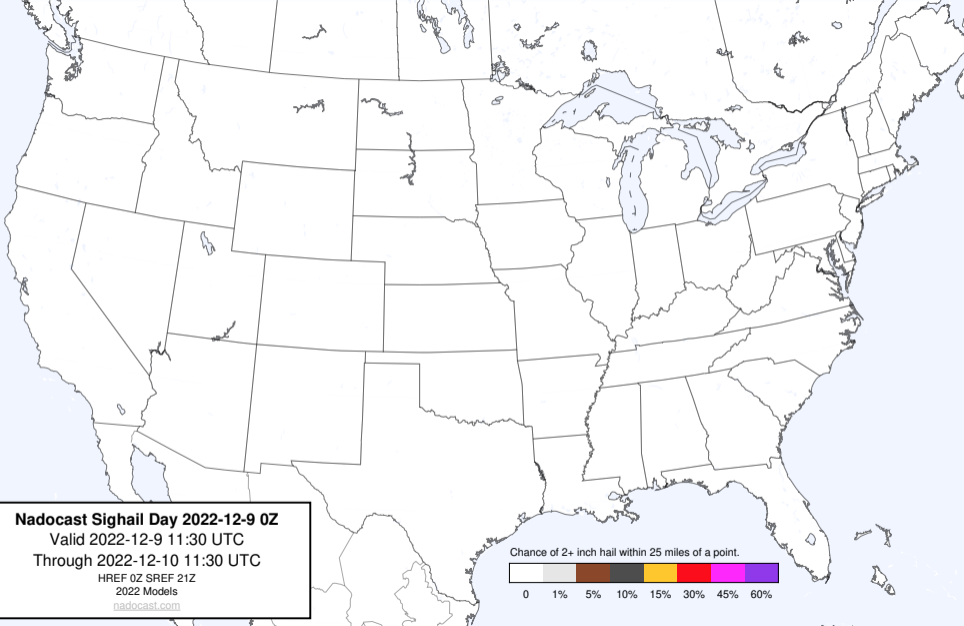 Nadocast Sighail Day 2022-12-9 0Z
Valid 2022-12-9 11:30 UTC
Through 2022-12-10 11:30 UTC
HREF 0Z SREF 21Z
2022 Models
nadocast.com
Chance of 2+ inch hail within 25 miles of a point.
0 1% 5% 10% 15% 30% 45% 60%